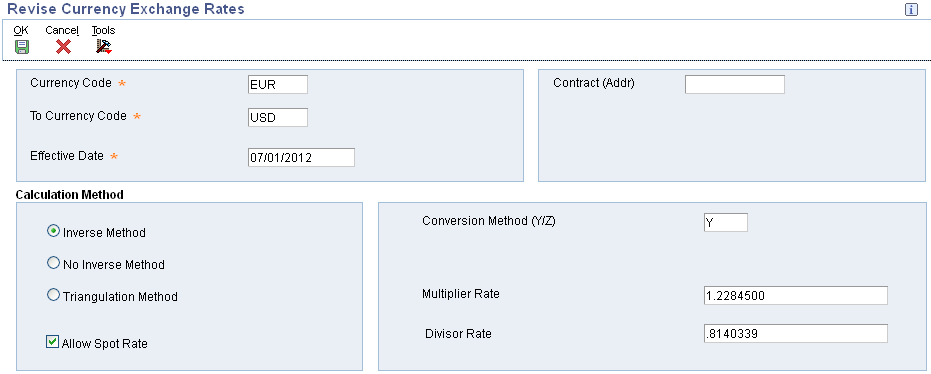 Revise Currency Exchange Rates
OK Cancel Tools
Currency Code * EUR
Contract (Addr)
To Currency Code * USD
Effective Date * 07/01/2012
Calculation Method
Inverse Method
No Inverse Method
Triangulation Method
Allow Spot Rate
Conversion Method (Y/Z) Y
Multiplier Rate 1.2284500
Divisor Rate .8140339